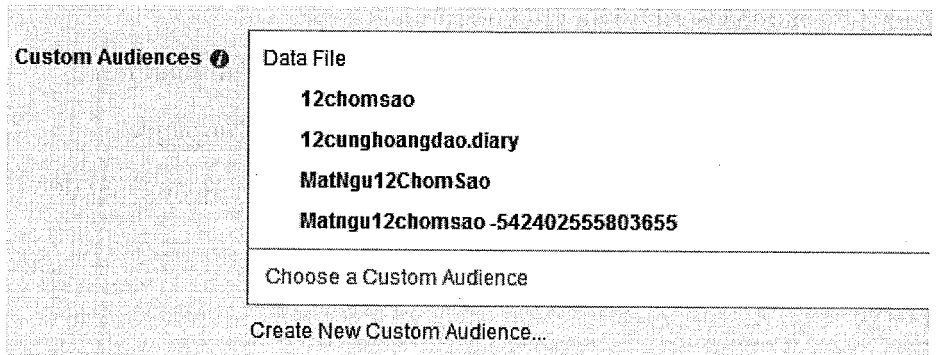 Custom Audiences
Data File
12chomsao
12cunghoangdao.diary
MatNgu12ChomSao
Matngu12chomsao -542402555803655
Choose a Custom Audience
Create New Custom Audience...